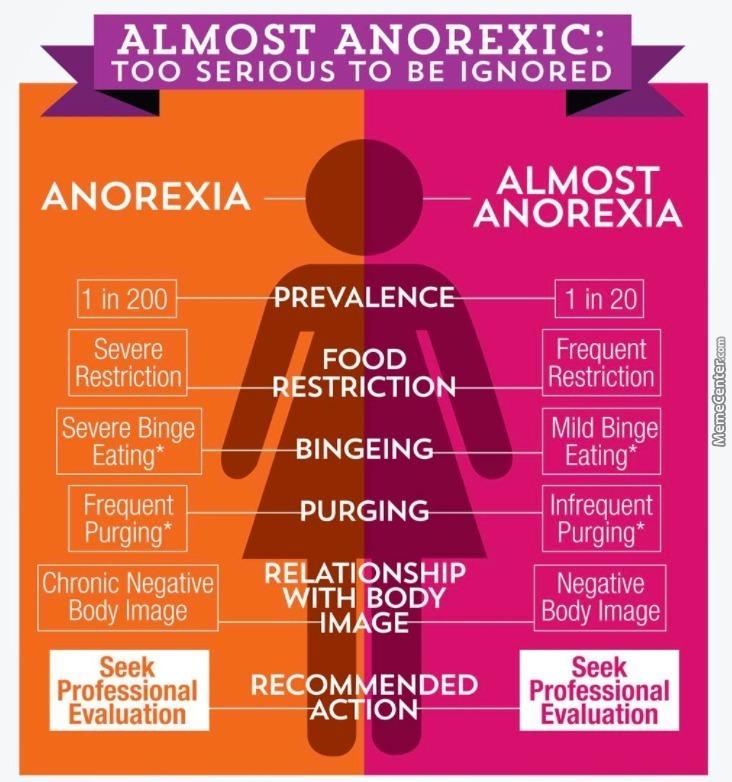 ALMOST ANOREXIC:
TOO SERIOUS TO BE IGNORED
ANOREXIA
ALMOST
ANOREXIA
1 in 200
PREVALENCE
1 in 20
Severe
Restriction
FOOD
RESTRICTION
Frequent
Restriction
Severe Binge
Eating*
BINGEING
Mild Binge
Eating*
Frequent
Purging*
PURGING
Infrequent
Purging*
Chronic Negative
Body Image
RELATIONSHIP
WITH BODY
IMAGE
Negative
Body Image
Seek
Professional
Evaluation
RECOMMENDED
ACTION
Seek
Professional
Evaluation
MemeCenter.com